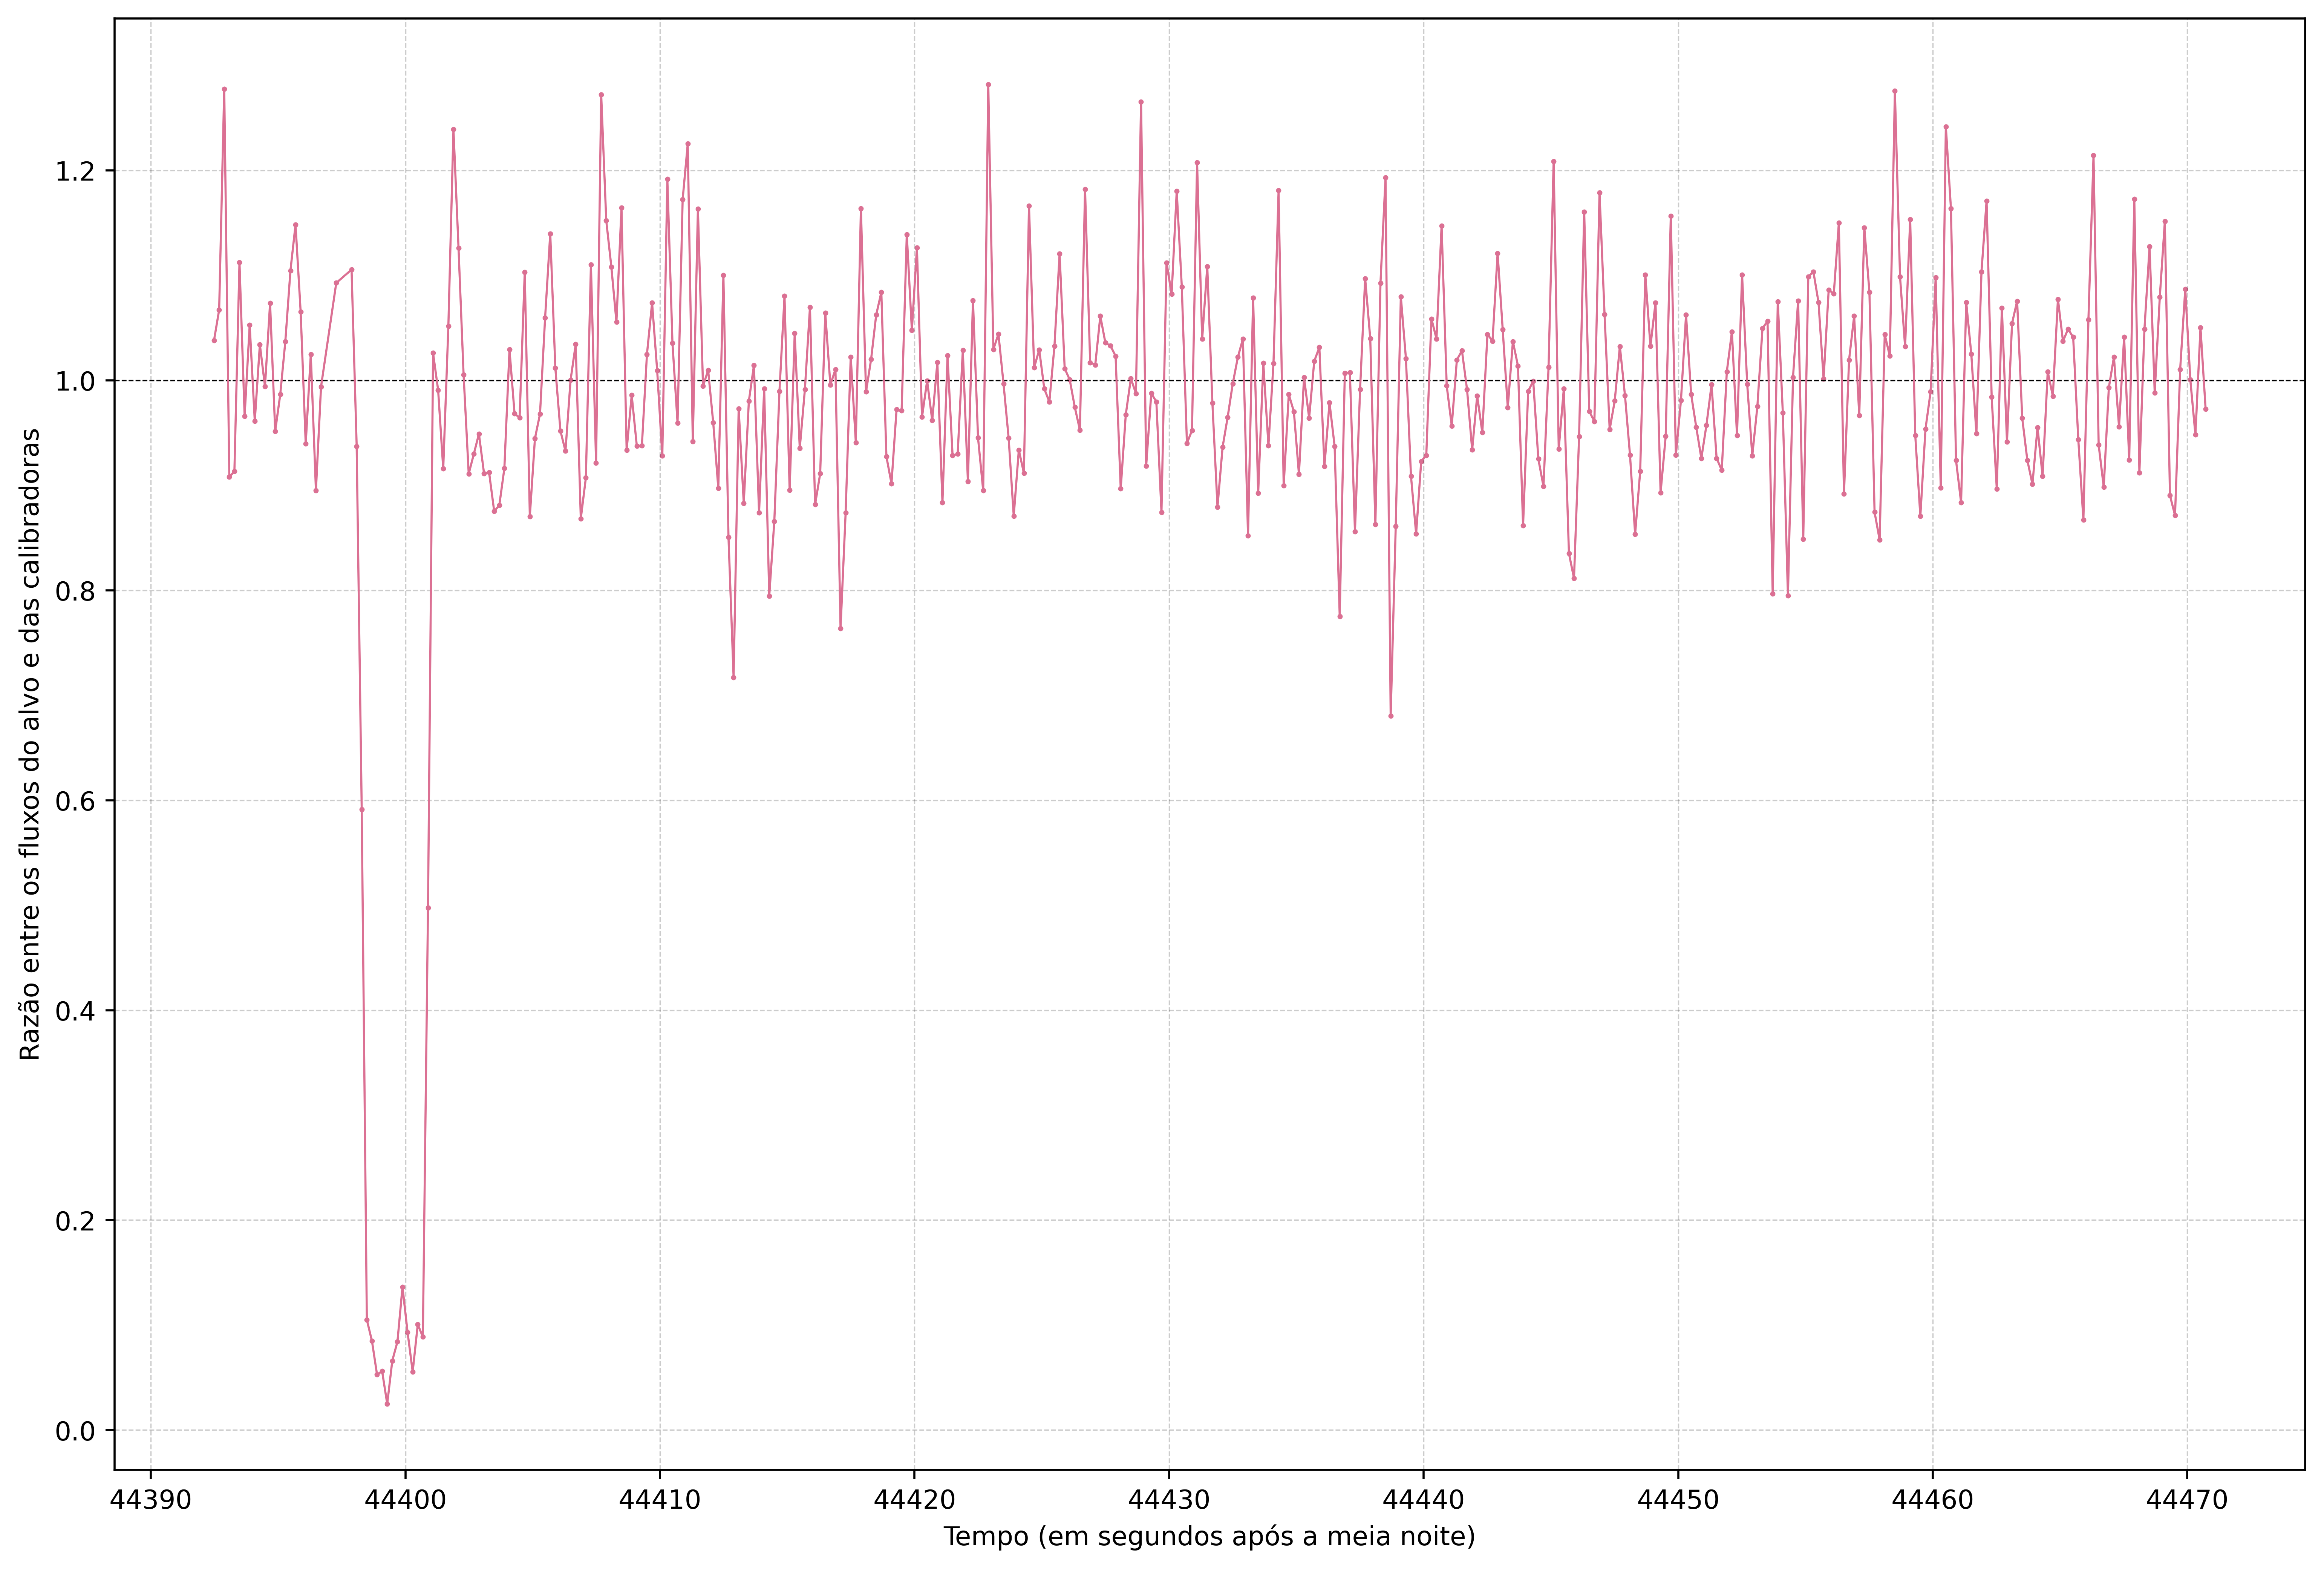 Razão entre os fluxos do alvo e das calibradoras
1.2
1.0
0.8
0.6
0.4
0.2
0.0
44390 44400 44410 44420 44430 44440 44450 44460 44470
Tempo (em segundos após a meia noite)